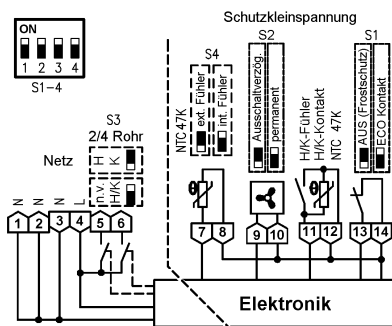 Schutzkleinspannung
ON
1 2 3 4
S1-4
S4
S2
S1
S3
2/4 Rohr
Netz
H K
n.v. H/K
NTC 47K
ext. Fühler
int. Fühler
Ausschaltverzög.
permanent
H/K-Fühler
H/K-Kontakt
NTC 47K
AUS (Frostschutz)
ECO Kontakt
N N N L
θ
θ
1 2 3 4 5 6
7 8 9 10 11 12 13 14
Elektronik